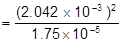 = (2.042 × 10⁻³ )²
1.75 × 10⁻⁵